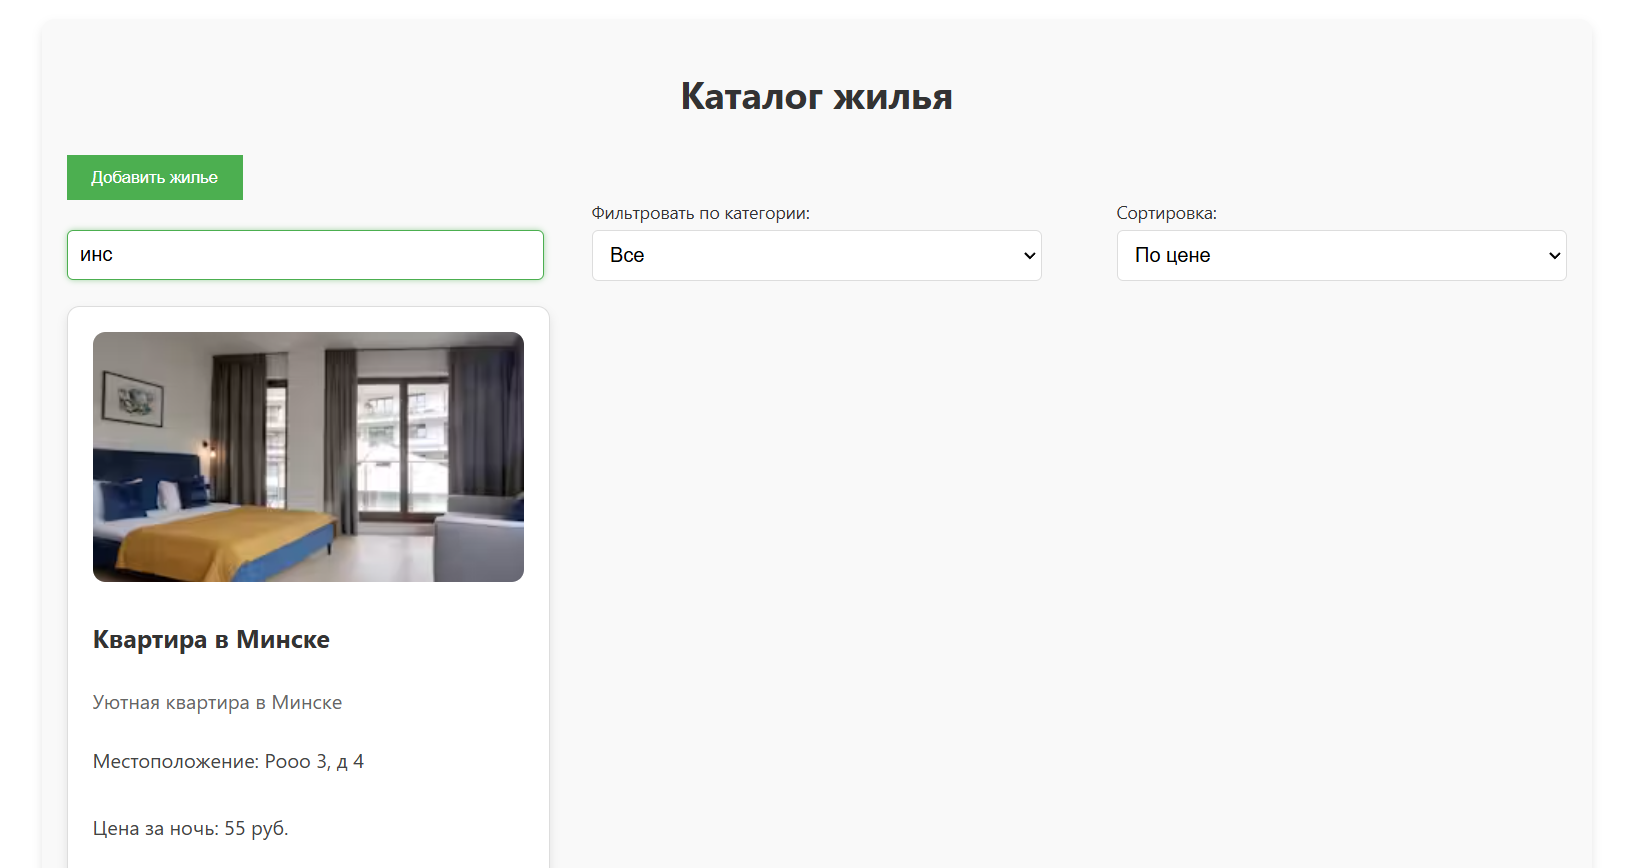 Каталог жилья
Добавить жилье
Фильтровать по категории:
Сортировка:
инс
Все
По цене
Квартира в Минске
Уютная квартира в Минске
Местоположение: Рооо 3, д 4
Цена за ночь: 55 руб.